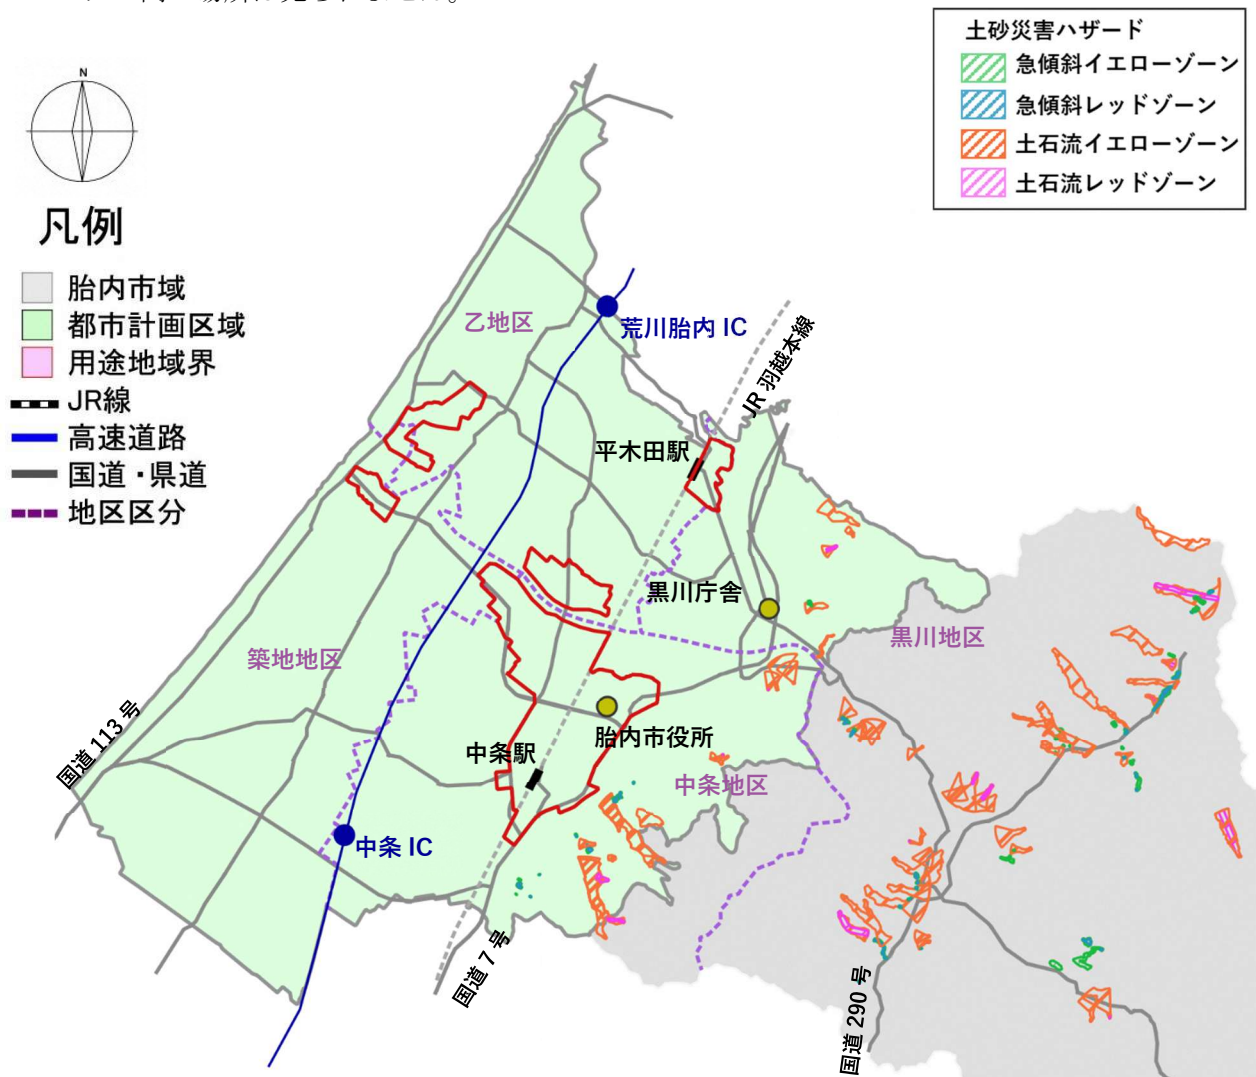 土砂災害ハザード
急傾斜イエローゾーン
急傾斜レッドゾーン
土石流イエローゾーン
土石流レッドゾーン
N
凡例
胎内市域
都市計画区域
用途地域界
JR線
高速道路
国道・県道
地区区分
乙地区
荒川胎内 IC
JR 羽越本線
平木田駅
黒川庁舎
黒川地区
築地地区
国道 113 号
中条駅
胎内市役所
中条地区
中条 IC
国道 7 号
国道 290 号